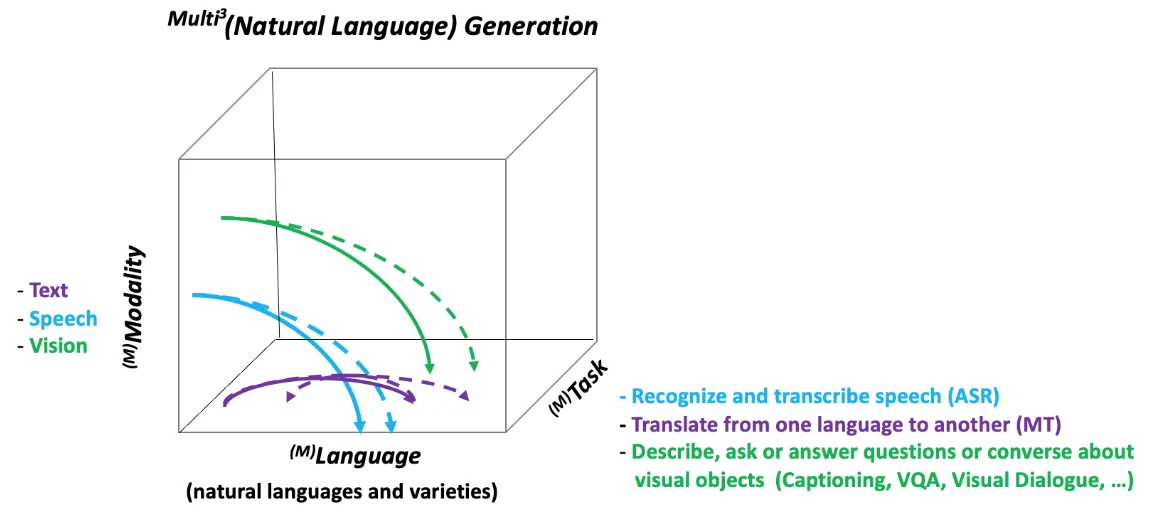 Multi³(Natural Language) Generation
(M)Modality
- Text
- Speech
- Vision
(M)Task
(M)Language
(natural languages and varieties)
- Recognize and transcribe speech (ASR)
- Translate from one language to another (MT)
- Describe, ask or answer questions or converse about
visual objects (Captioning, VQA, Visual Dialogue, ...)